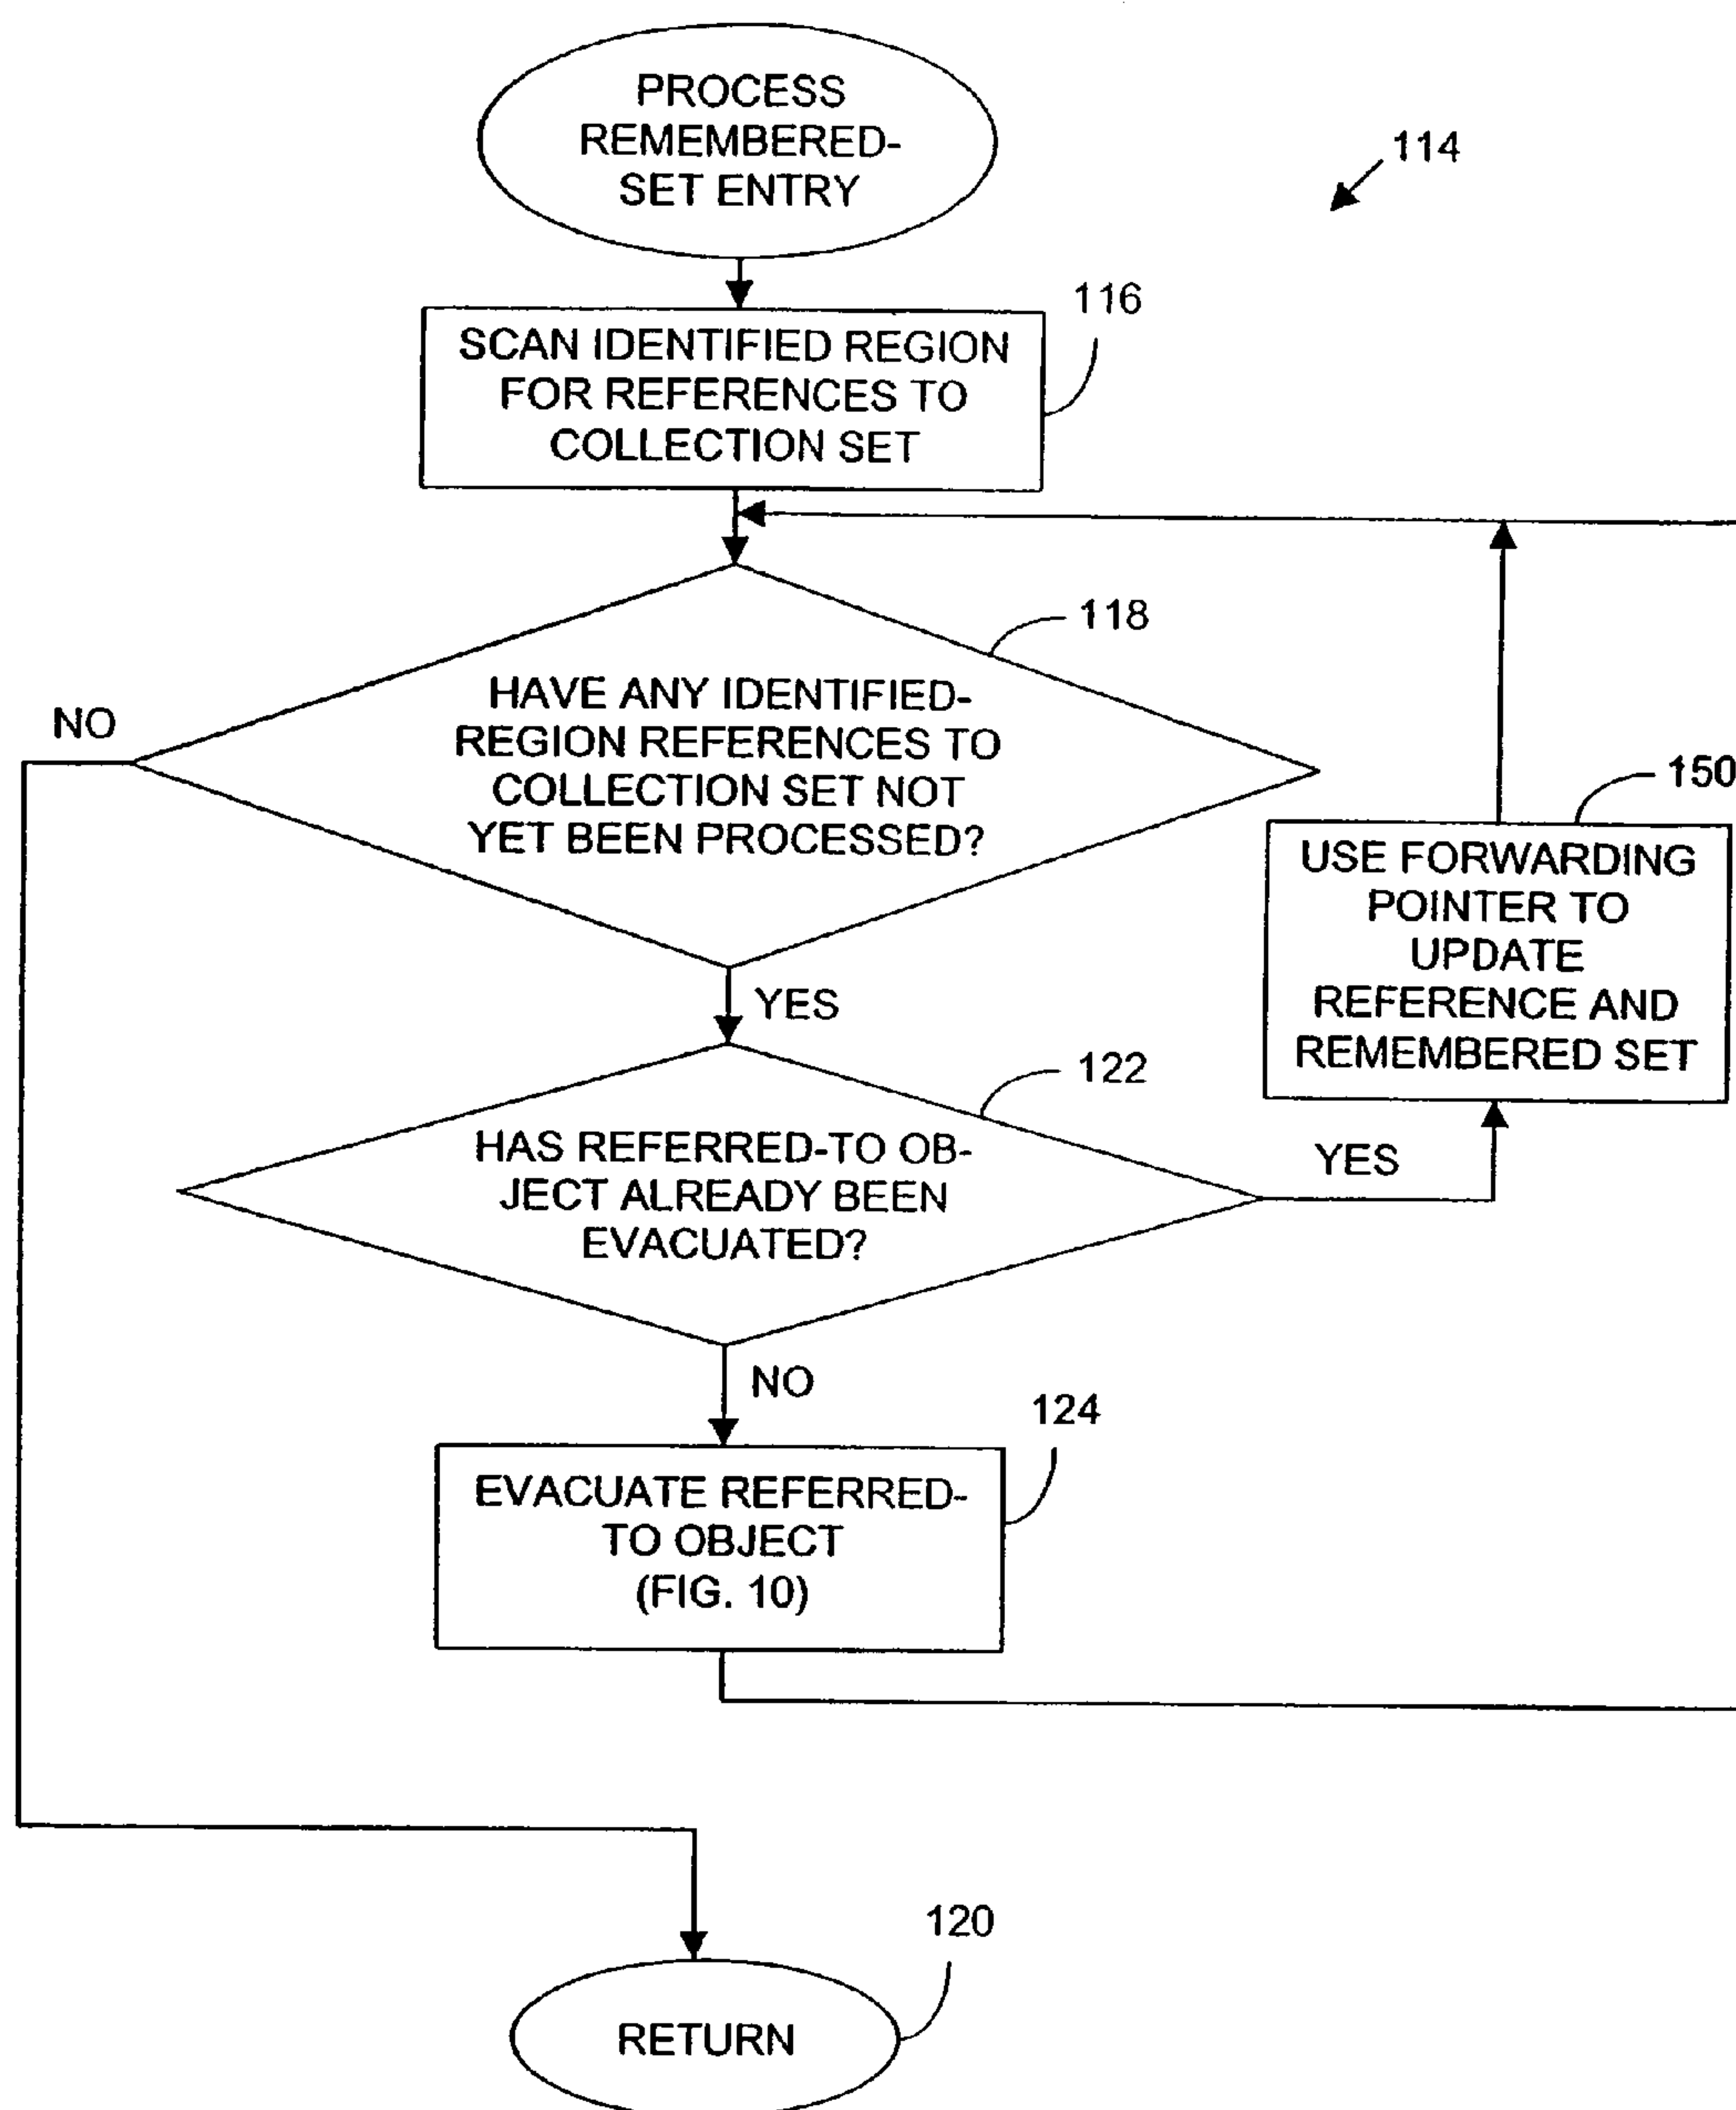 PROCESS
REMEMBERED-
SET ENTRY
114
116
SCAN IDENTIFIED REGION
FOR REFERENCES TO
COLLECTION SET
118
HAVE ANY IDENTIFIED-
REGION REFERENCES TO
COLLECTION SET NOT
YET BEEN PROCESSED?
NO
150
USE FORWARDING
POINTER TO
UPDATE
REFERENCE AND
REMEMBERED SET
YES
122
HAS REFERRED-TO OB-
JECT ALREADY BEEN
EVACUATED?
YES
NO
124
EVACUATE REFERRED-
TO OBJECT
(FIG. 10)
120
RETURN